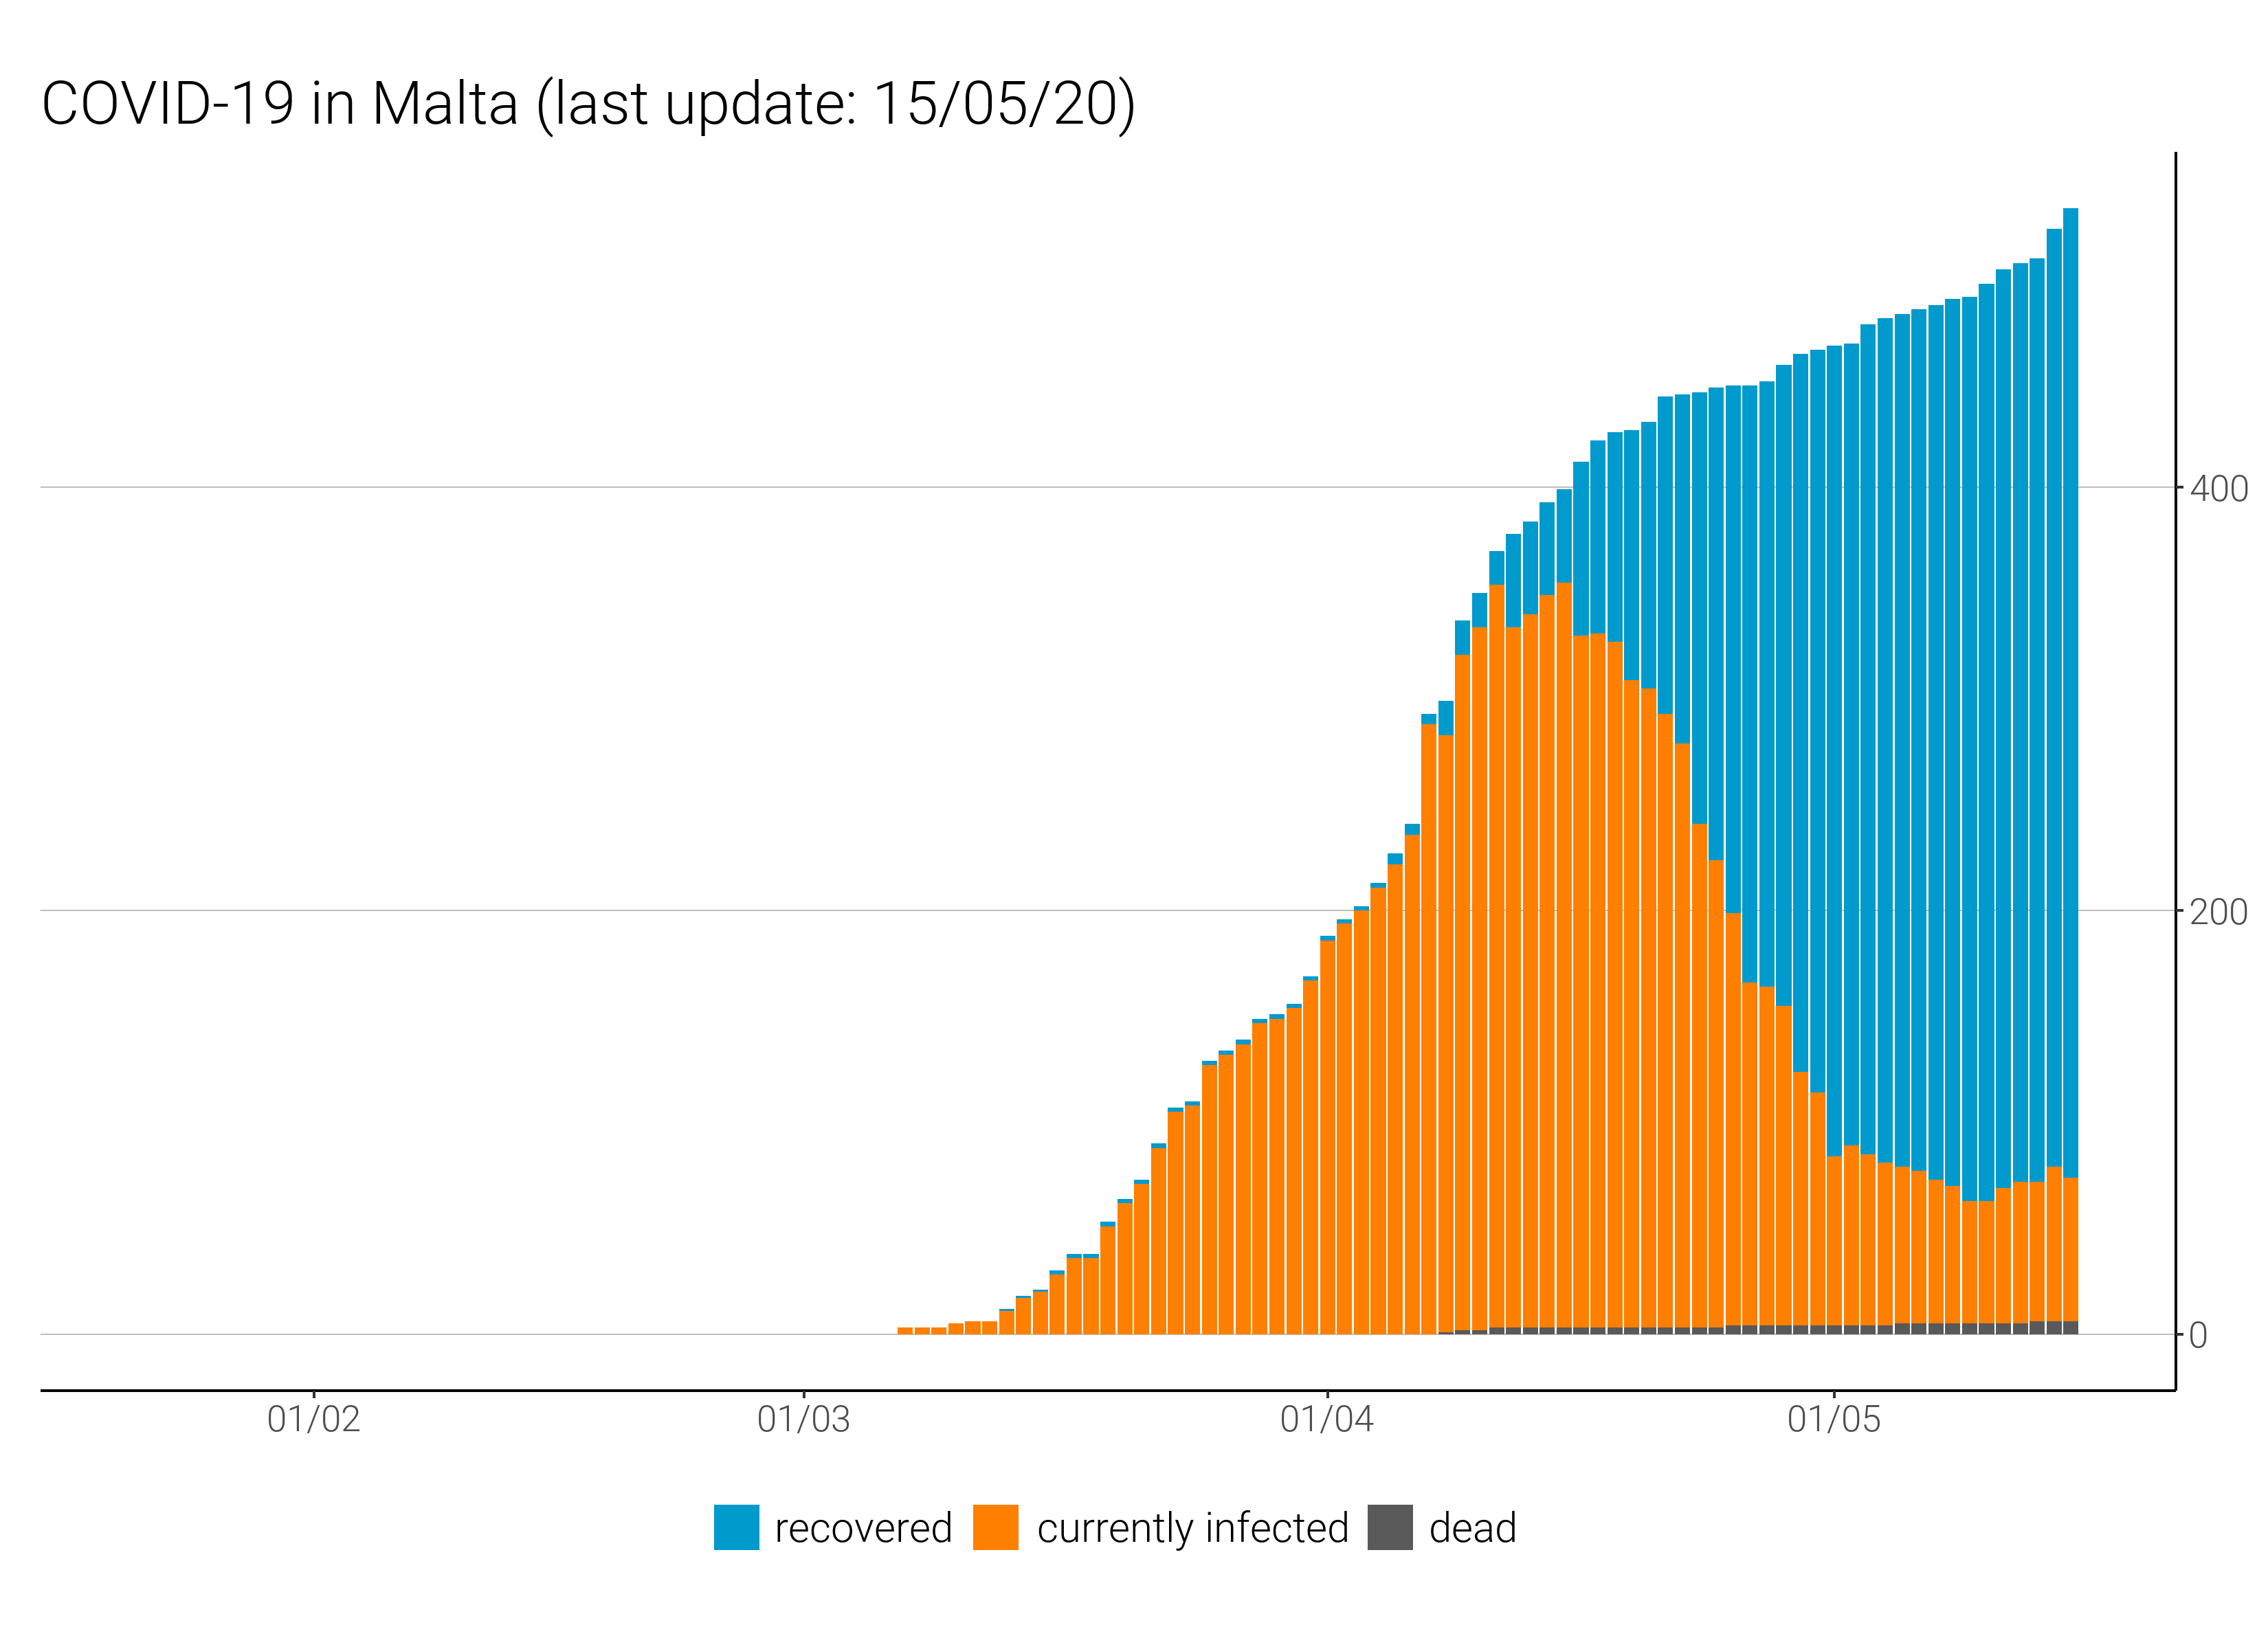 COVID-19 in Malta (last update: 15/05/20)
400
200
0
01/02 01/03 01/04 01/05
recovered currently infected dead